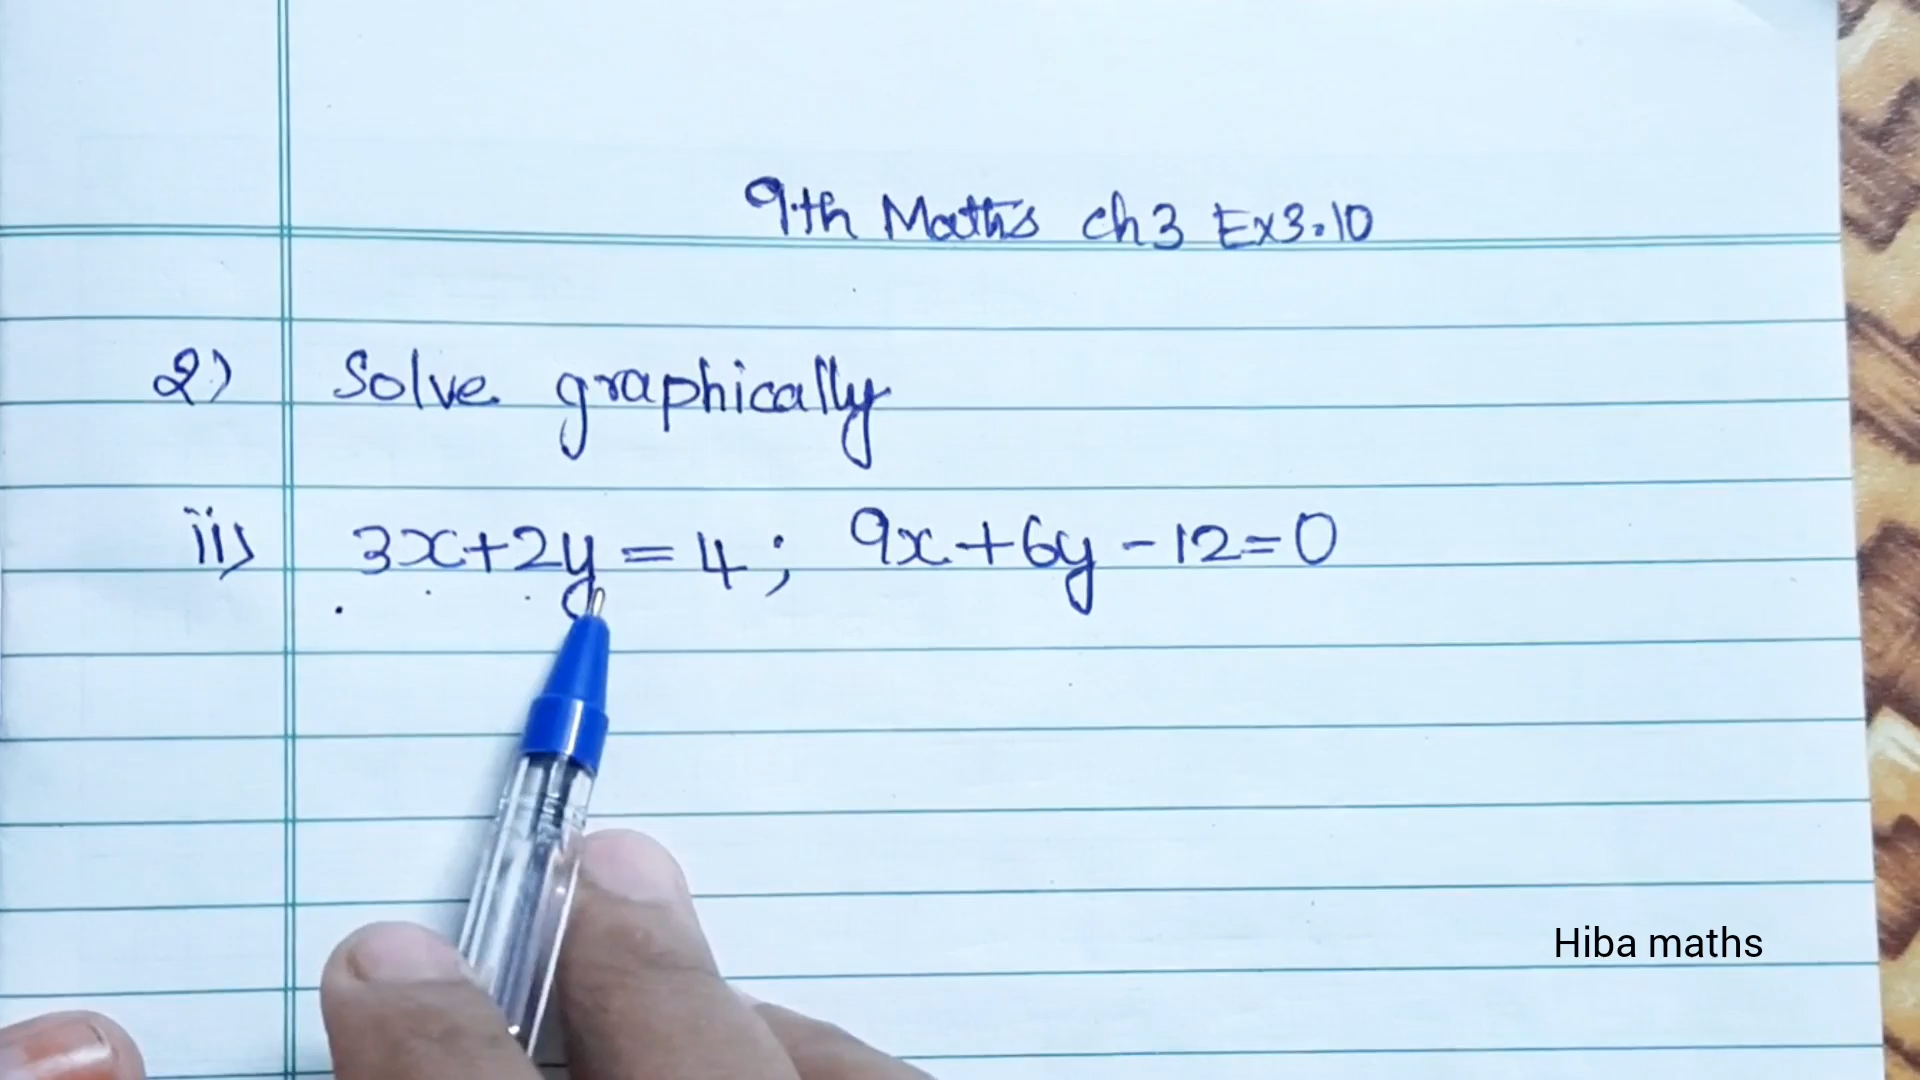 9th Maths ch3 Ex3.10
2) Solve graphically
ii) 3x+2y = 4; 9x+6y-12=0
Hiba maths